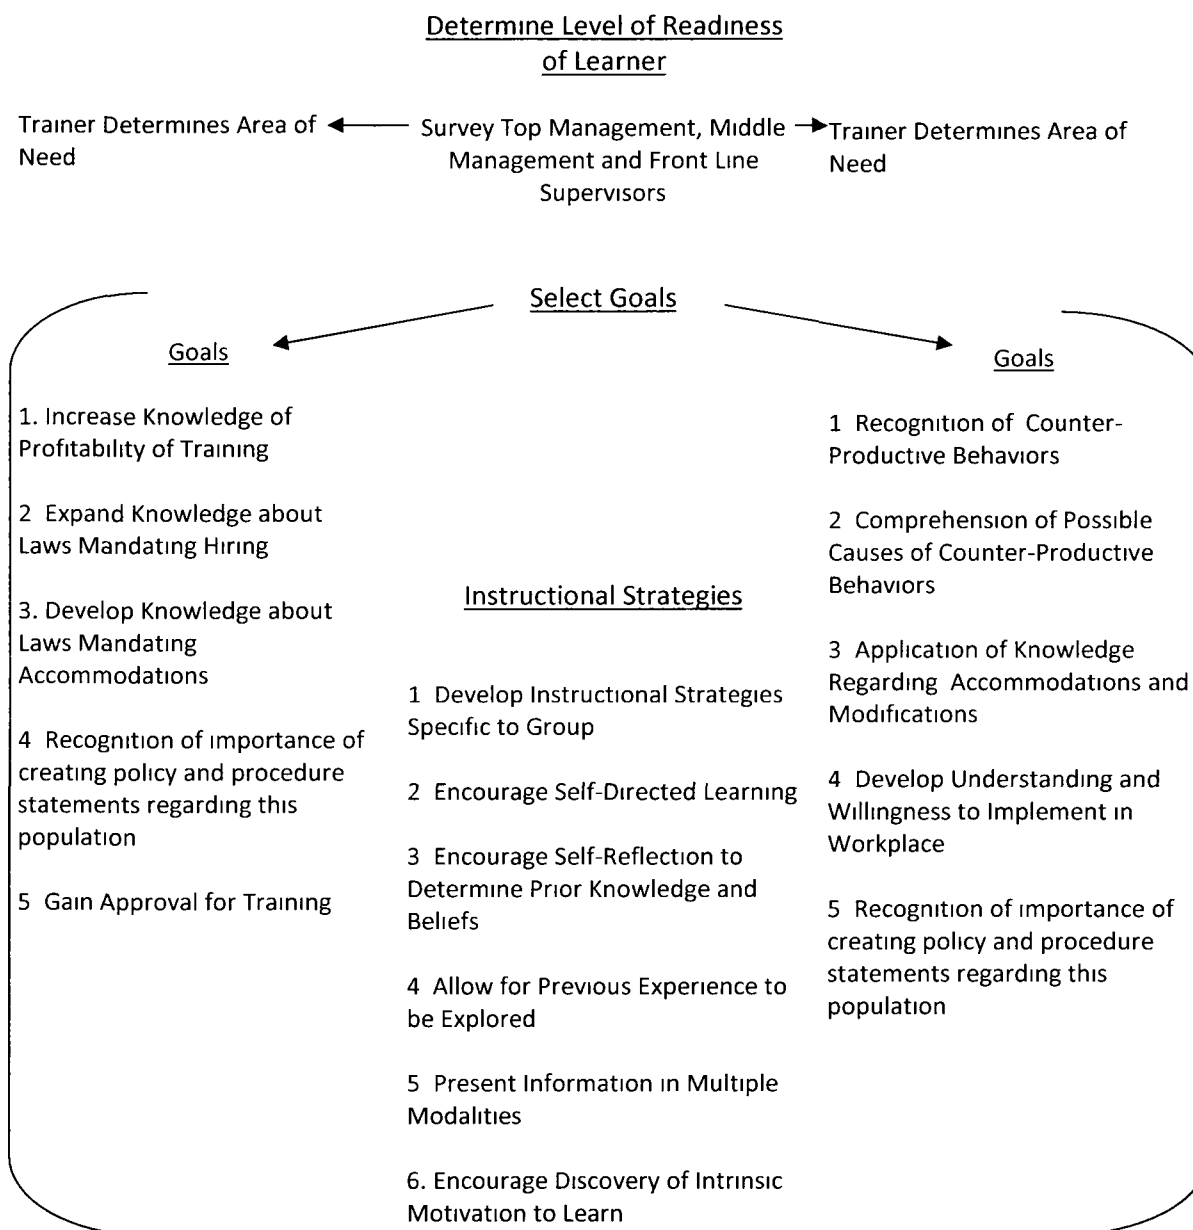 Determine Level of Readiness
of Learner
Trainer Determines Area of
Need
Survey Top Management, Middle
Management and Front Line
Supervisors
Trainer Determines Area of
Need
Select Goals
Goals
1. Increase Knowledge of
Profitability of Training
2 Expand Knowledge about
Laws Mandating Hiring
3. Develop Knowledge about
Laws Mandating
Accommodations
4 Recognition of importance of
creating policy and procedure
statements regarding this
population
5 Gain Approval for Training
Instructional Strategies
1 Develop Instructional Strategies
Specific to Group
2 Encourage Self-Directed Learning
3 Encourage Self-Reflection to
Determine Prior Knowledge and
Beliefs
4 Allow for Previous Experience to
be Explored
5 Present Information in Multiple
Modalities
6. Encourage Discovery of Intrinsic
Motivation to Learn
Goals
1 Recognition of Counter-
Productive Behaviors
2 Comprehension of Possible
Causes of Counter-Productive
Behaviors
3 Application of Knowledge
Regarding Accommodations and
Modifications
4 Develop Understanding and
Willingness to Implement in
Workplace
5 Recognition of importance of
creating policy and procedure
statements regarding this
population